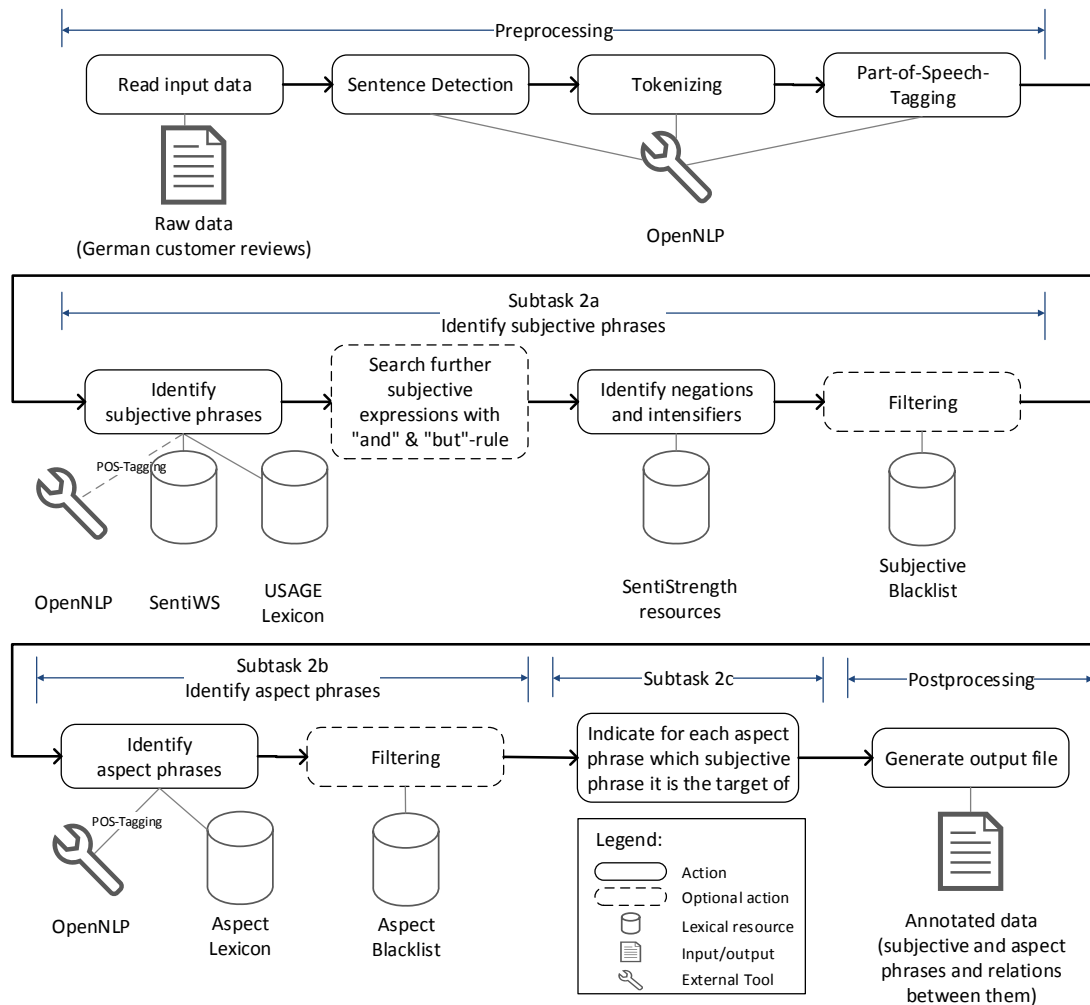 Preprocessing
Read input data
Sentence Detection
Tokenizing
Part-of-Speech-
Tagging
Raw data
(German customer reviews)
OpenNLP
Subtask 2a
Identify subjective phrases
Identify
subjective phrases
Search further
subjective
expressions with
"and" & "but"-rule
Identify negations
and intensifiers
Filtering
POS-Tagging
OpenNLP
SentiWS
USAGE
Lexicon
SentiStrength
resources
Subjective
Blacklist
Subtask 2b
Identify aspect phrases
Subtask 2c
Postprocessing
Identify
aspect phrases
Filtering
Indicate for each aspect
phrase which subjective
phrase it is the target of
Generate output file
POS-Tagging
OpenNLP
Aspect
Lexicon
Aspect
Blacklist
Legend:
Action
Optional action
Lexical resource
Input/output
External Tool
Annotated data
(subjective and aspect
phrases and relations
between them)